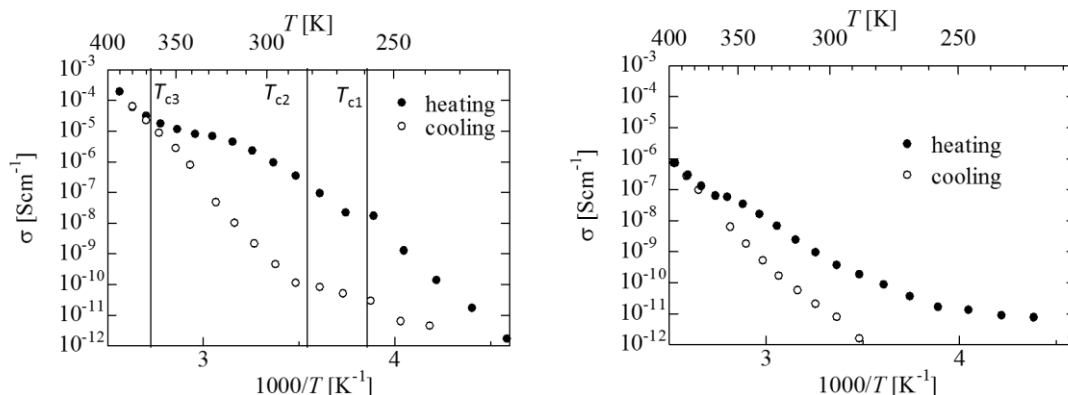 T [K]
400 350 300 250
10⁻³
10⁻⁴
10⁻⁵
10⁻⁶
10⁻⁷
10⁻⁸
10⁻⁹
10⁻¹⁰
10⁻¹¹
10⁻¹²
σ [Scm⁻¹]
T_c3 T_c2 T_c1
heating
cooling
3 4
1000/T [K⁻¹]
T [K]
400 350 300 250
10⁻³
10⁻⁴
10⁻⁵
10⁻⁶
10⁻⁷
10⁻⁸
10⁻⁹
10⁻¹⁰
10⁻¹¹
10⁻¹²
σ [Scm⁻¹]
heating
cooling
3 4
1000/T [K⁻¹]